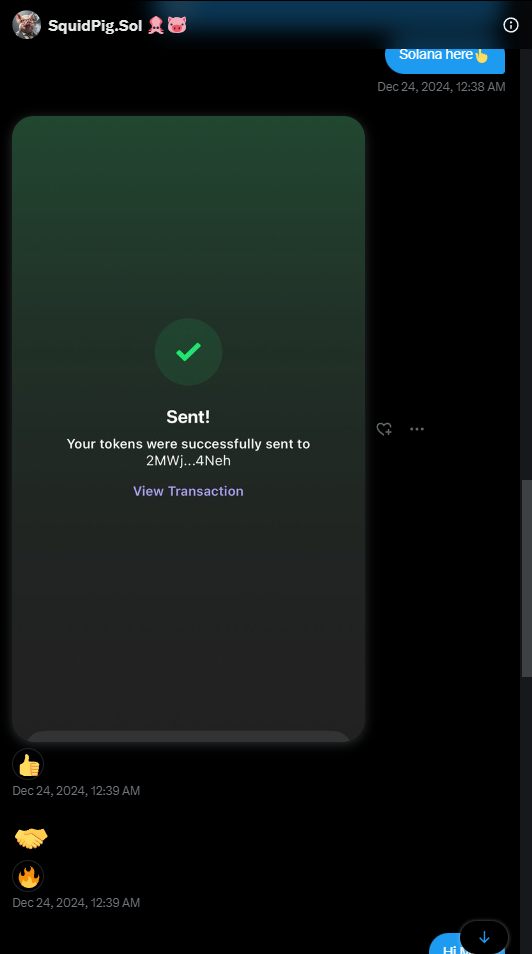 SquidPig.Sol 🦑🐷
Solana here👆
Dec 24, 2024, 12:38 AM
Sent!
Your tokens were successfully sent to
2MWj...4Neh
View Transaction
👍
Dec 24, 2024, 12:39 AM
🤝
🔥
Dec 24, 2024, 12:39 AM
Hi